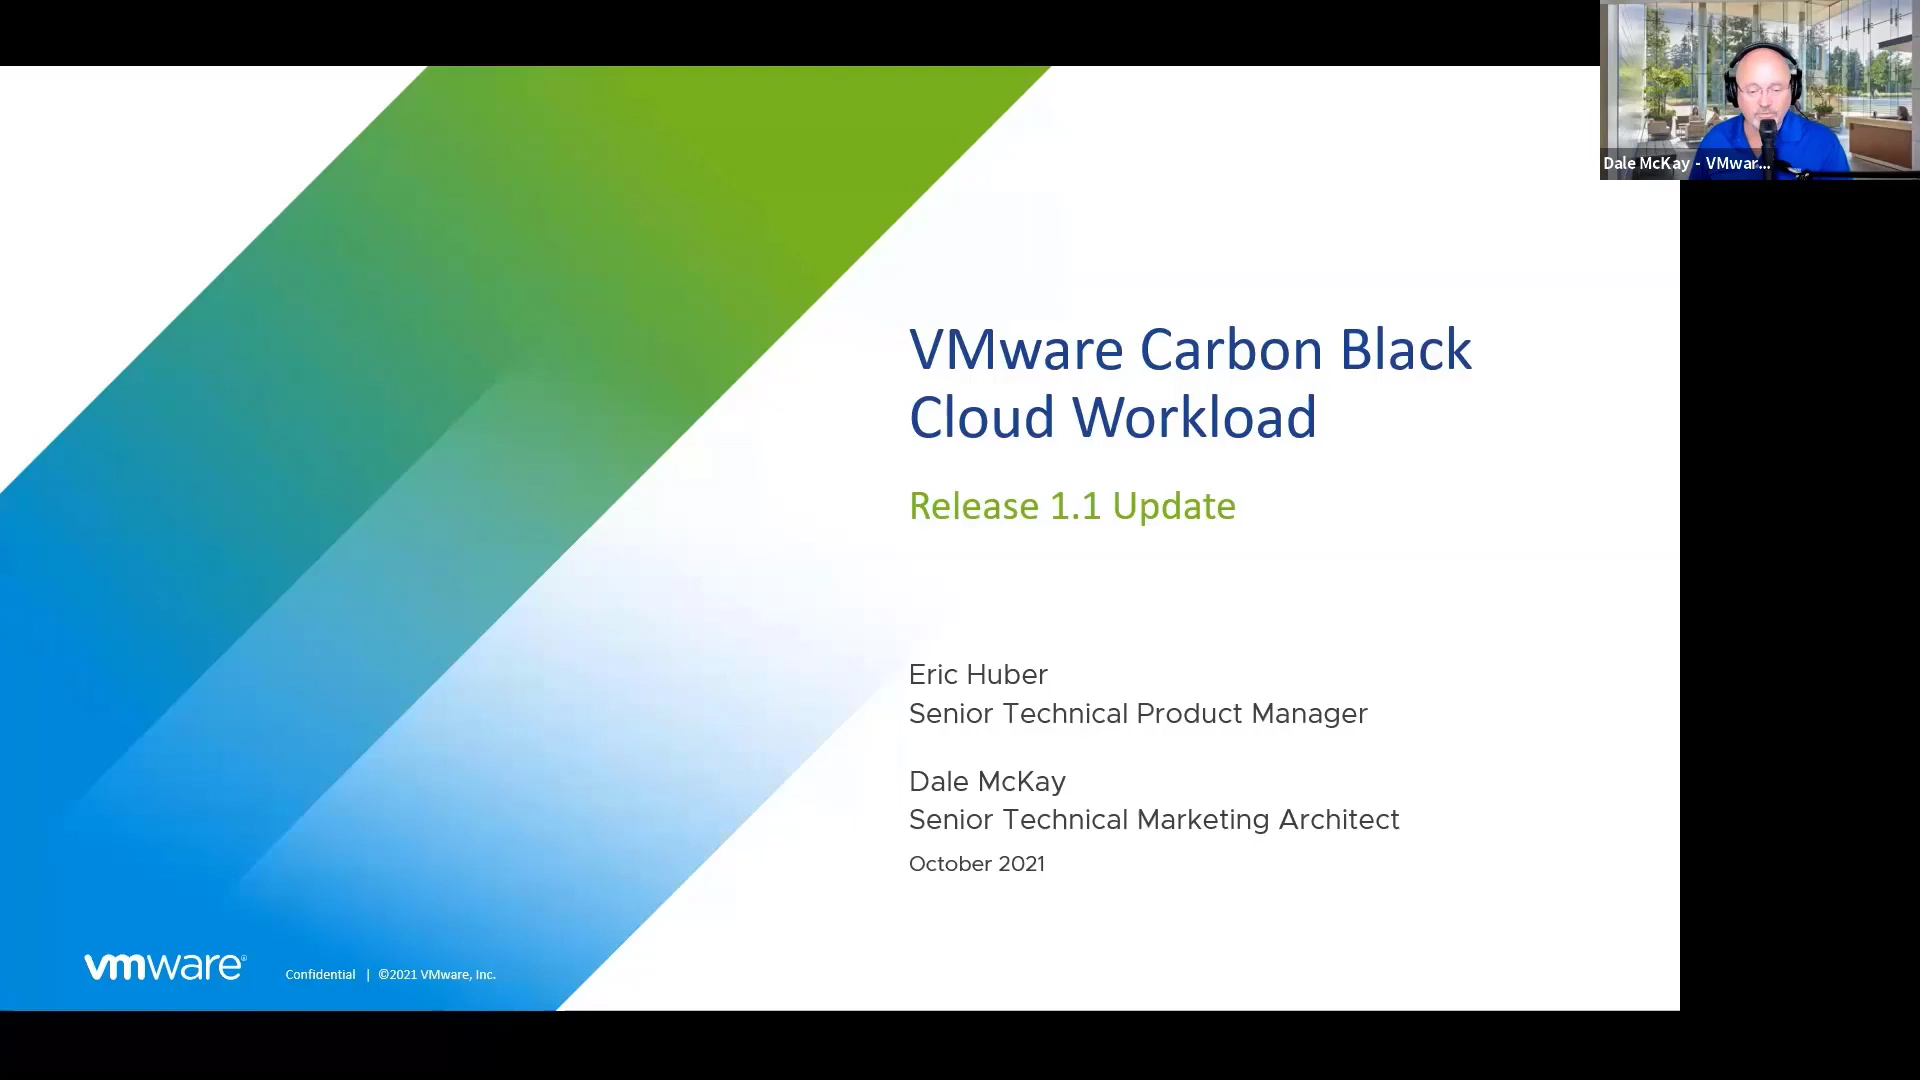 Dale McKay - VMwar...
VMware Carbon Black
Cloud Workload
Release 1.1 Update
Eric Huber
Senior Technical Product Manager
Dale McKay
Senior Technical Marketing Architect
October 2021
vmware®
Confidential | ©2021 VMware, Inc.